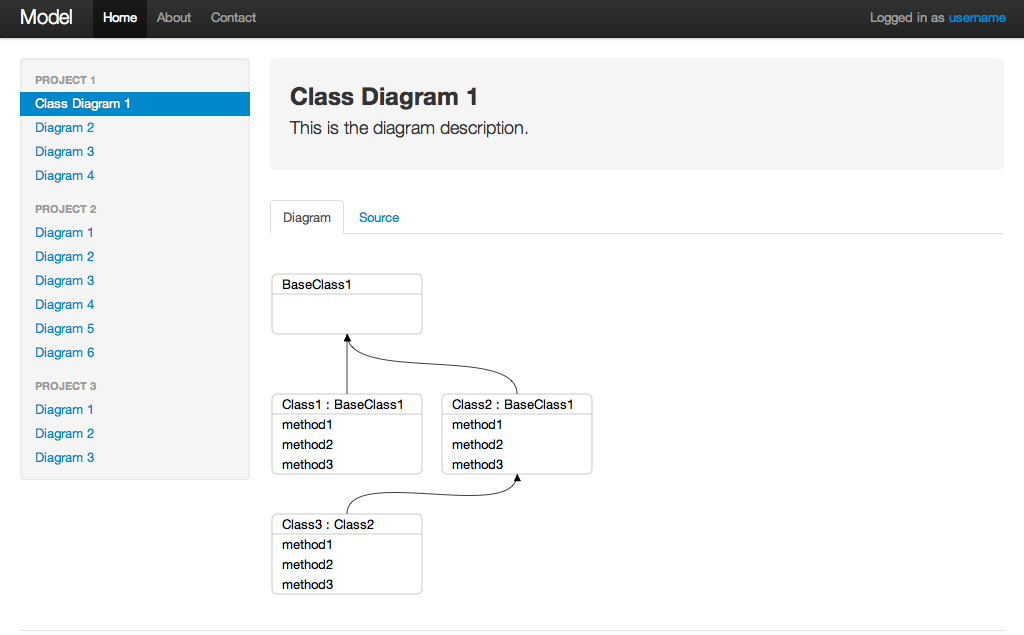 Model Home About Contact Logged in as username
PROJECT 1
Class Diagram 1
Diagram 2
Diagram 3
Diagram 4
PROJECT 2
Diagram 1
Diagram 2
Diagram 3
Diagram 4
Diagram 5
Diagram 6
PROJECT 3
Diagram 1
Diagram 2
Diagram 3
Class Diagram 1
This is the diagram description.
Diagram Source
BaseClass1
Class1 : BaseClass1
method1
method2
method3
Class2 : BaseClass1
method1
method2
method3
Class3 : Class2
method1
method2
method3